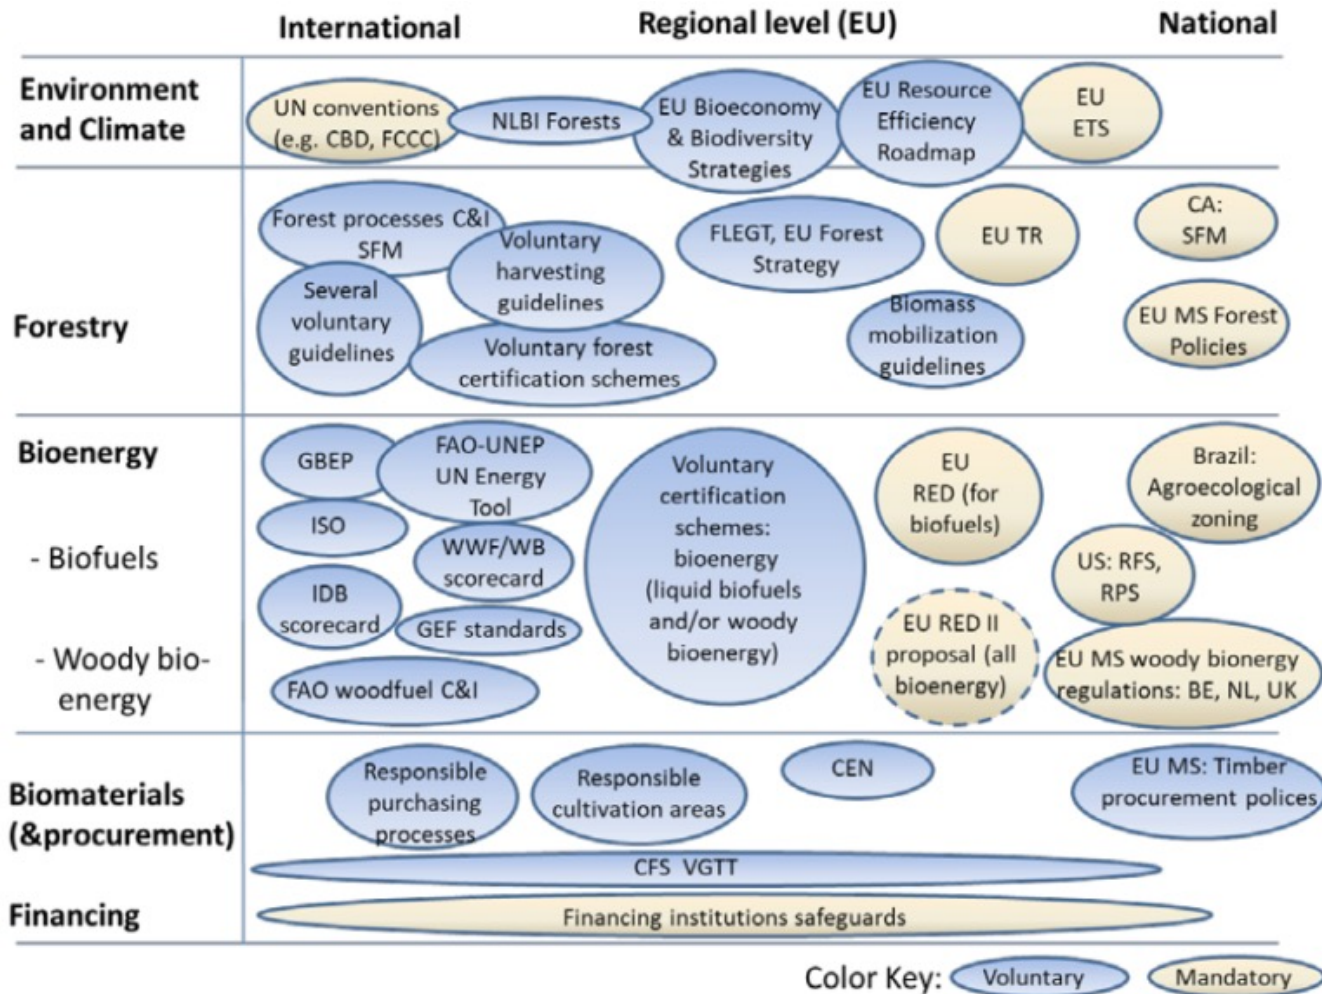 International
Regional level (EU)
National
Environment
and Climate
UN conventions
(e.g. CBD, FCCC)
NLBI Forests
EU Bioeconomy
& Biodiversity
Strategies
EU Resource
Efficiency
Roadmap
EU
ETS
Forestry
Forest processes C&I
SFM
Voluntary
harvesting
guidelines
Several
voluntary
guidelines
Voluntary forest
certification schemes
FLEGT, EU Forest
Strategy
EU TR
Biomass
mobilization
guidelines
CA:
SFM
EU MS Forest
Policies
Bioenergy
- Biofuels
- Woody bio-
energy
GBEP
FAO-UNEP
UN Energy
Tool
ISO
WWF/WB
scorecard
IDB
scorecard
GEF standards
FAO woodfuel C&I
Voluntary
certification
schemes:
bioenergy
(liquid biofuels
and/or woody
bioenergy)
EU
RED (for
biofuels)
EU RED II
proposal (all
bioenergy)
Brazil:
Agroecological
zoning
US: RFS,
RPS
EU MS woody bionergy
regulations: BE, NL, UK
Biomaterials
(&procurement)
Responsible
purchasing
processes
Responsible
cultivation areas
CEN
EU MS: Timber
procurement polices
CFS VGTT
Financing
Financing institutions safeguards
Color Key:
Voluntary
Mandatory